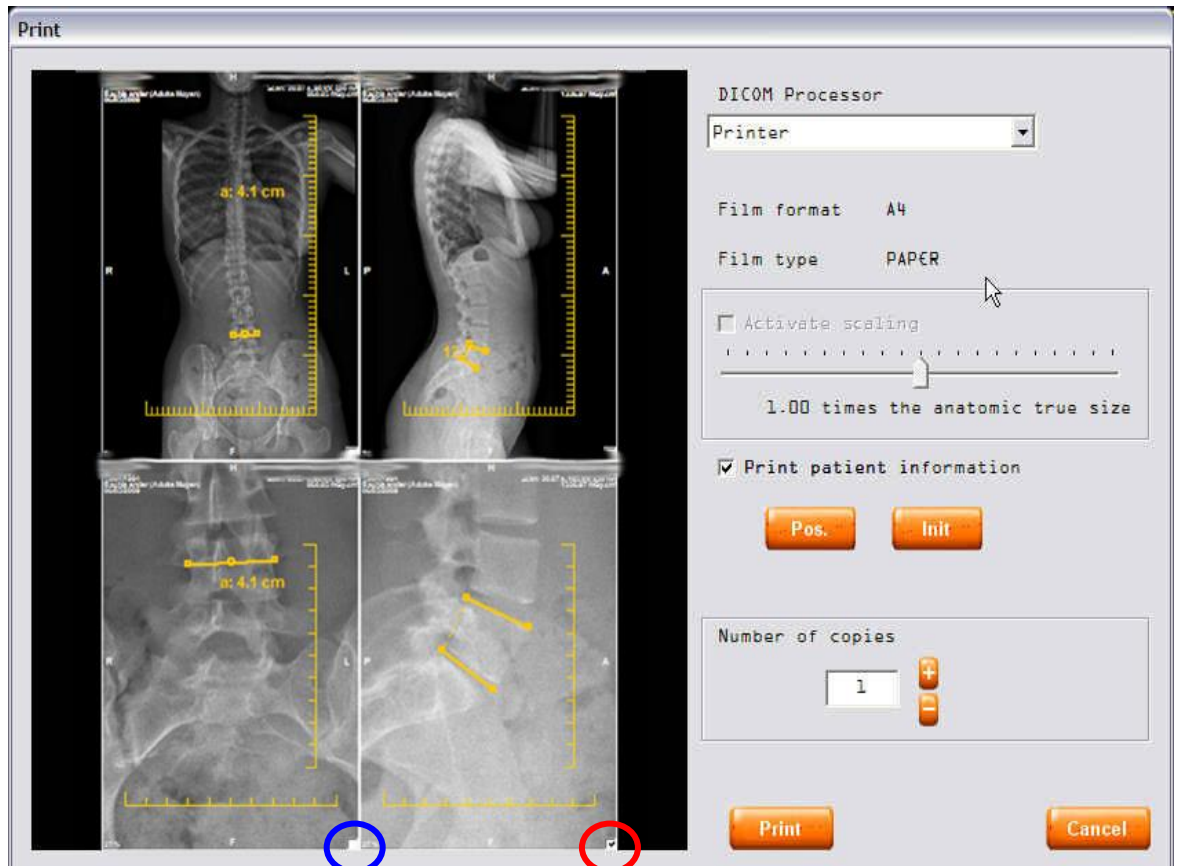 Print
H
a: 4.1 cm
R
L
P
A
12
F
F
H
H
a: 4.1 cm
R
L
P
A
F
F
DICOM Processor
Printer
Film format A4
Film type PAPER
Activate scaling
1.00 times the anatomic true size
Print patient information
Pos. Init
Number of copies
1
+
−
Print Cancel